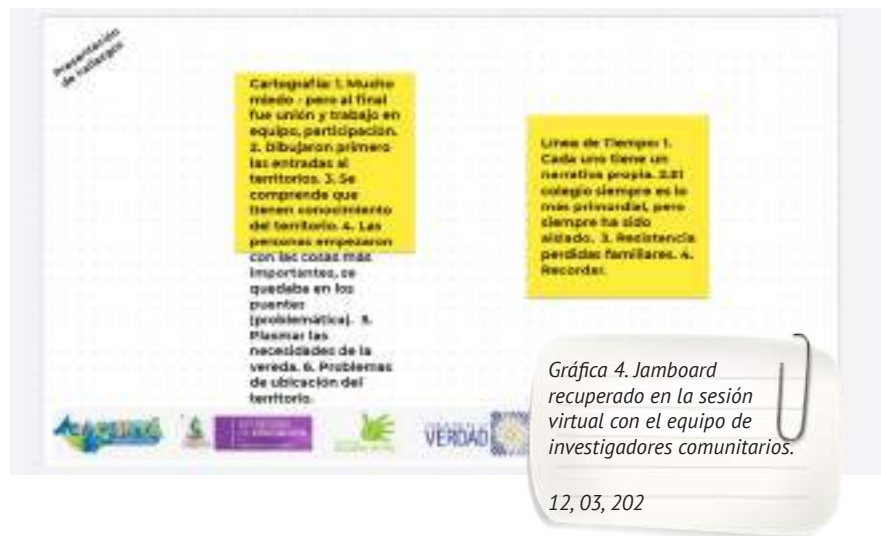 Presentación
de hallazgos
Cartografía: 1. Mucho
miedo - pero al final
fue unión y trabajo en
equipo, participación.
2. Dibujaron primero
las entradas al
territorios. 3. Se
comprende que
tienen conocimiento
del territorio. 4. Las
personas empezaron
con las cosas más
importantes, se
quedaba en los
puentes
(problemática). 5.
Plasmar las
necesidades de la
vereda. 6. Problemas
de ubicación del
territorio.
Línea de Tiempo: 1.
Cada uno tiene un
narrativa propia. 2.El
colegio siempre es lo
más primordial, pero
siempre ha sido
aislado. 3. Resistencia
perdidas familiares. 4.
Recordar.
VERDAD
Gráfica 4. Jamboard
recuperado en la sesión
virtual con el equipo de
investigadores comunitarios.
12, 03, 202